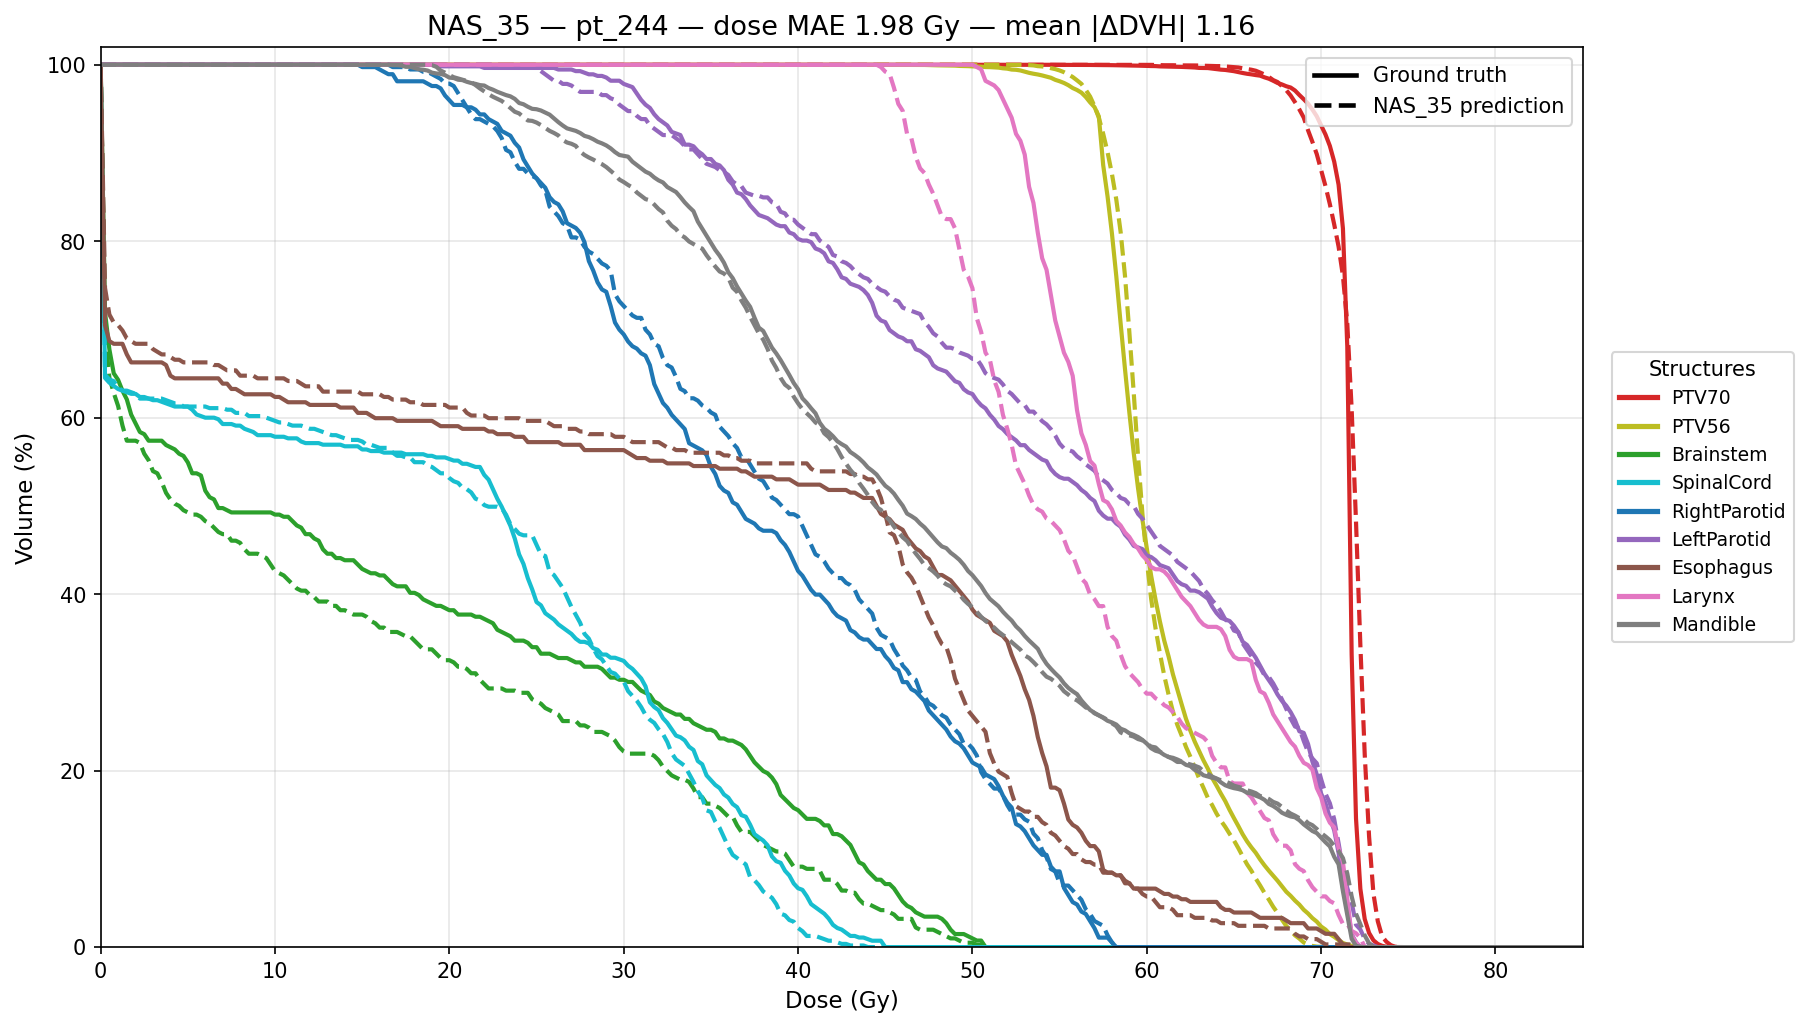 NAS_35 — pt_244 — dose MAE 1.98 Gy — mean |ΔDVH| 1.16
Ground truth
NAS_35 prediction
Volume (%)
100
80
60
40
20
0
0
10
20
30
40
50
60
70
80
Dose (Gy)
Structures
PTV70
PTV56
Brainstem
SpinalCord
RightParotid
LeftParotid
Esophagus
Larynx
Mandible